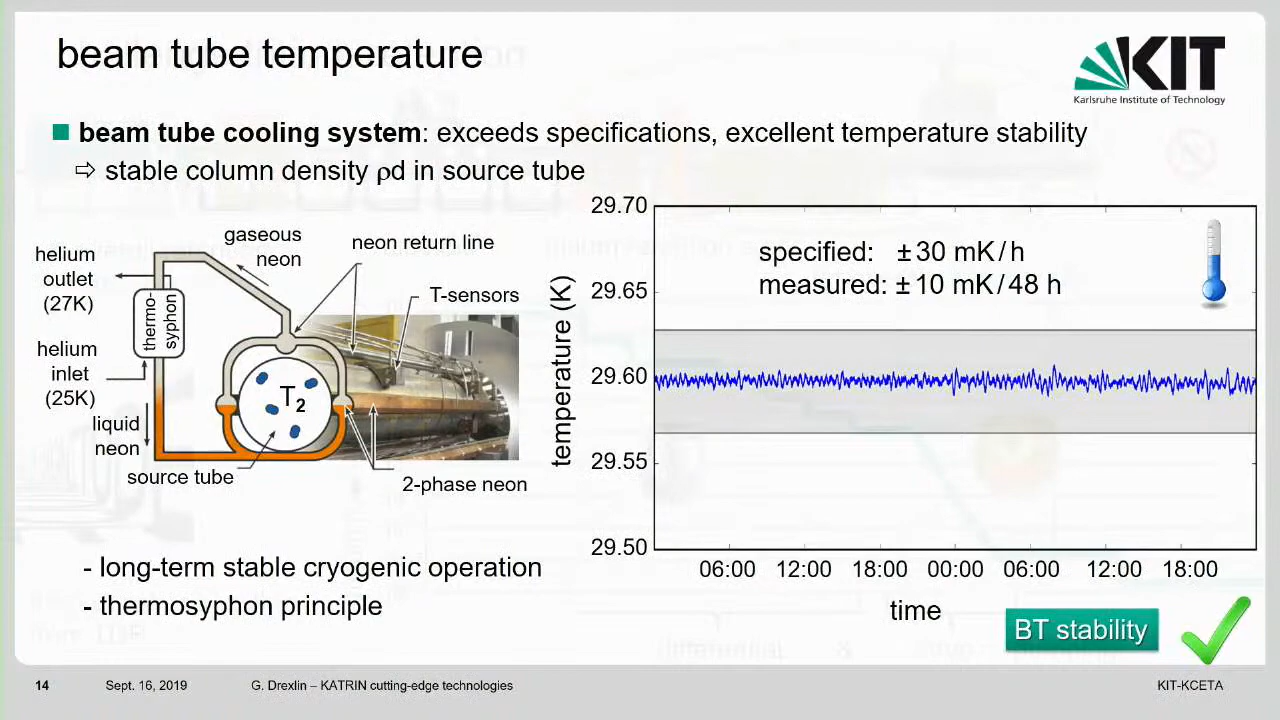 beam tube temperature
KIT
Karlsruhe Institute of Technology
beam tube cooling system: exceeds specifications, excellent temperature stability
⇨ stable column density ρd in source tube
gaseous
neon
neon return line
helium
outlet
(27K)
T-sensors
thermo-
syphon
helium
inlet
(25K)
T2
liquid
neon
source tube
2-phase neon
29.70
29.65
29.60
29.55
29.50
temperature (K)
specified: ±30 mK/h
measured: ±10 mK/48 h
06:00 12:00 18:00 00:00 06:00 12:00 18:00
time
- long-term stable cryogenic operation
- thermosyphon principle
BT stability
14 Sept. 16, 2019 G. Drexlin – KATRIN cutting-edge technologies KIT-KCETA